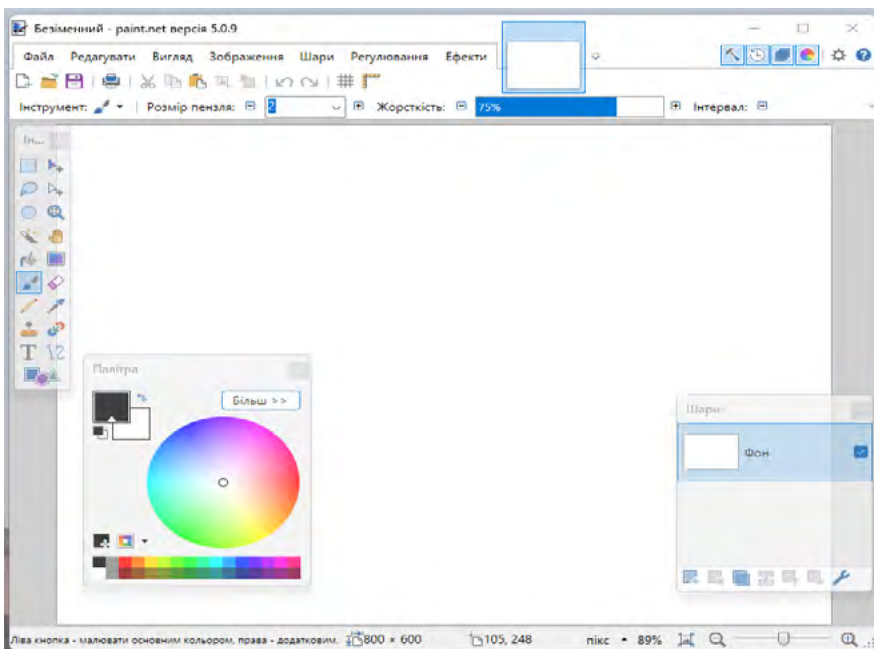 Безіменний - paint.net версія 5.0.9
Файл Редагувати Вигляд Зображення Шари Регулювання Ефекти
Інструмент: Розмір пензля: 2 Жорсткість: 75% Інтервал:
Ін...
Палітра
Більш >>
Шари
Фон
Ліва кнопка - малювати основним кольором, права - додатковим. 800 × 600 105, 248 пікс 89%